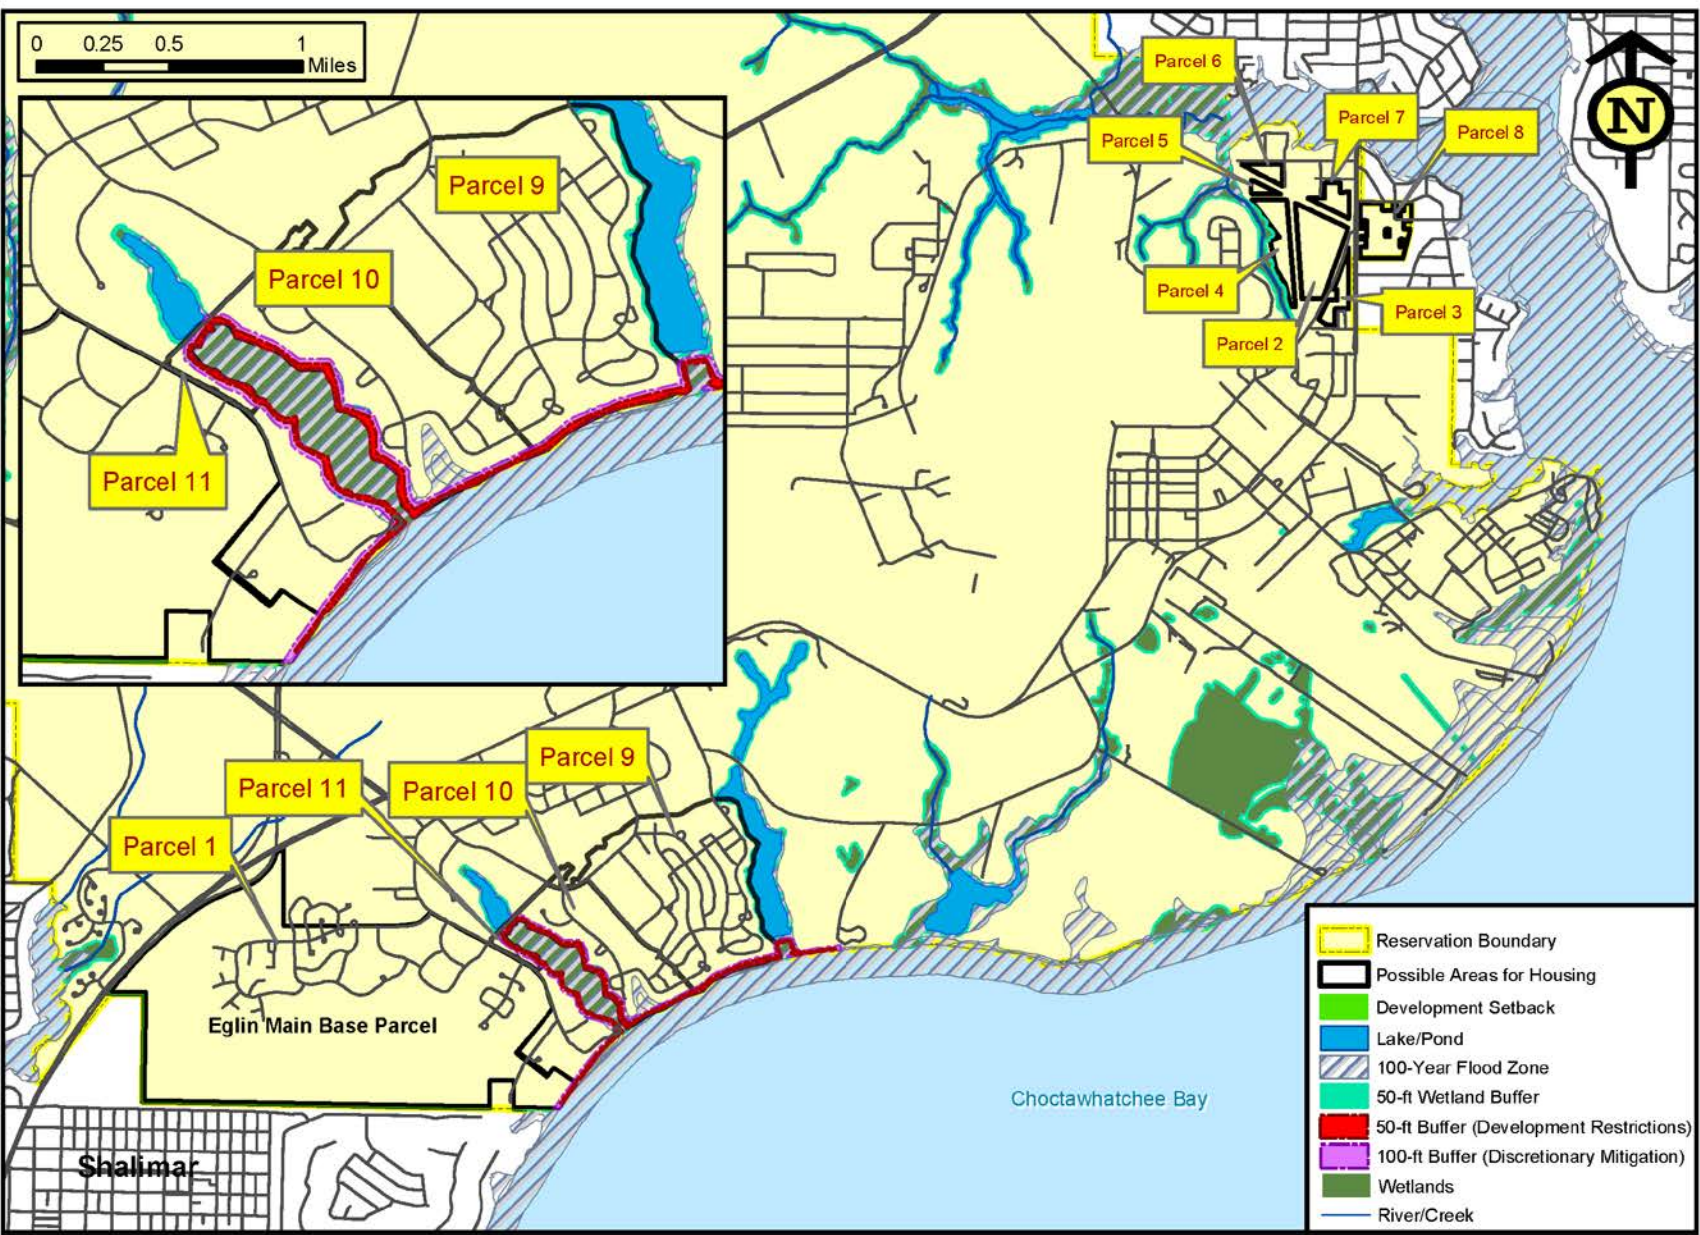 0 0.25 0.5 1
Miles
N
Parcel 6
Parcel 7
Parcel 8
Parcel 5
Parcel 9
Parcel 10
Parcel 4
Parcel 3
Parcel 2
Parcel 11
Parcel 9
Parcel 11
Parcel 10
Parcel 1
Eglin Main Base Parcel
Choctawhatchee Bay
Shalimar
Reservation Boundary
Possible Areas for Housing
Development Setback
Lake/Pond
100-Year Flood Zone
50-ft Wetland Buffer
50-ft Buffer (Development Restrictions)
100-ft Buffer (Discretionary Mitigation)
Wetlands
River/Creek